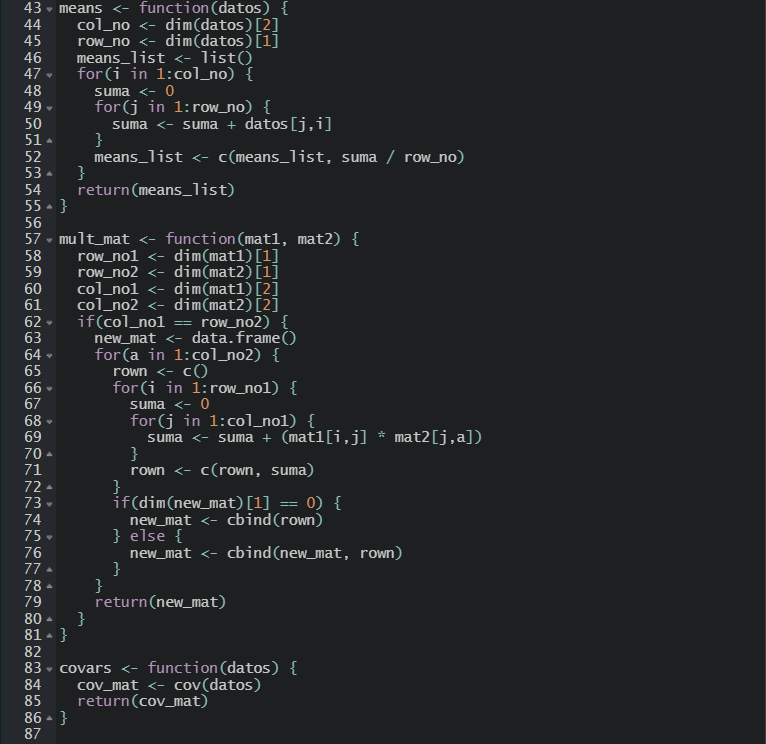 43 means <- function(datos) {
44 col_no <- dim(datos)[2]
45 row_no <- dim(datos)[1]
46 means_list <- list()
47 for(i in 1:col_no) {
48 suma <- 0
49 for(j in 1:row_no) {
50 suma <- suma + datos[j,i]
51 }
52 means_list <- c(means_list, suma / row_no)
53 }
54 return(means_list)
55 }
56
57 mult_mat <- function(mat1, mat2) {
58 row_no1 <- dim(mat1)[1]
59 row_no2 <- dim(mat2)[1]
60 col_no1 <- dim(mat1)[2]
61 col_no2 <- dim(mat2)[2]
62 if(col_no1 == row_no2) {
63 new_mat <- data.frame()
64 for(a in 1:col_no2) {
65 rown <- c()
66 for(i in 1:row_no1) {
67 suma <- 0
68 for(j in 1:col_no1) {
69 suma <- suma + (mat1[i,j] * mat2[j,a])
70 }
71 rown <- c(rown, suma)
72 }
73 if(dim(new_mat)[1] == 0) {
74 new_mat <- cbind(rown)
75 } else {
76 new_mat <- cbind(new_mat, rown)
77 }
78 }
79 return(new_mat)
80 }
81 }
82
83 covars <- function(datos) {
84 cov_mat <- cov(datos)
85 return(cov_mat)
86 }
87